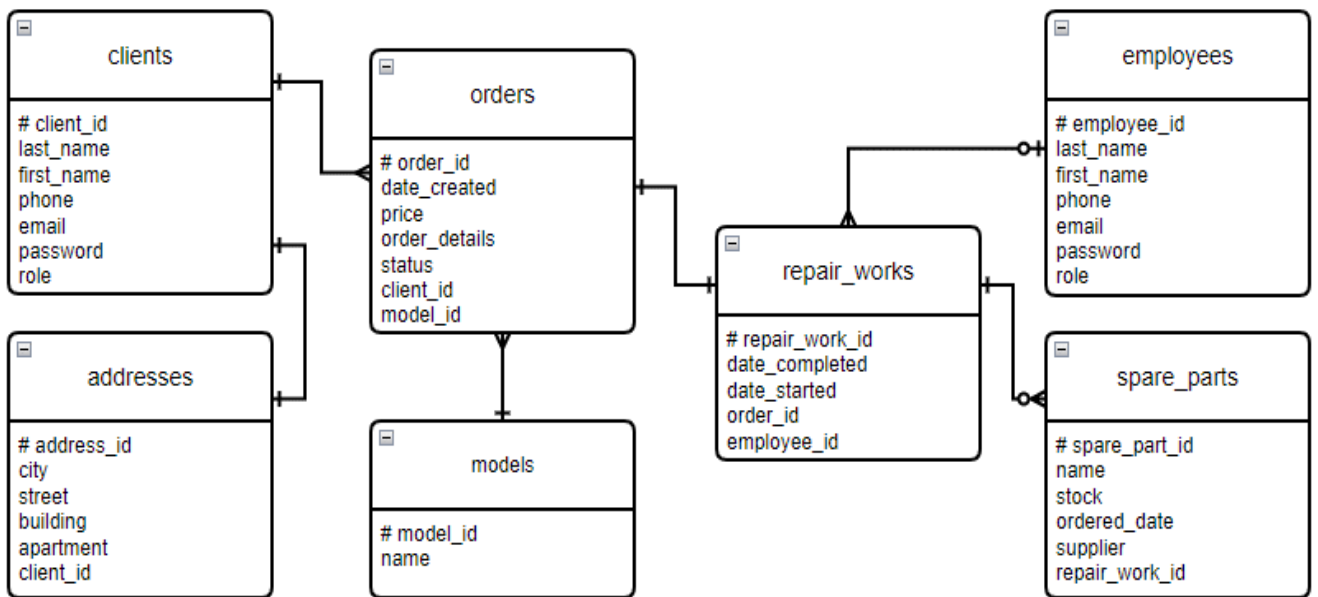 clients
# client_id
last_name
first_name
phone
email
password
role
addresses
# address_id
city
street
building
apartment
client_id
orders
# order_id
date_created
price
order_details
status
client_id
model_id
models
# model_id
name
repair_works
# repair_work_id
date_completed
date_started
order_id
employee_id
employees
# employee_id
last_name
first_name
phone
email
password
role
spare_parts
# spare_part_id
name
stock
ordered_date
supplier
repair_work_id